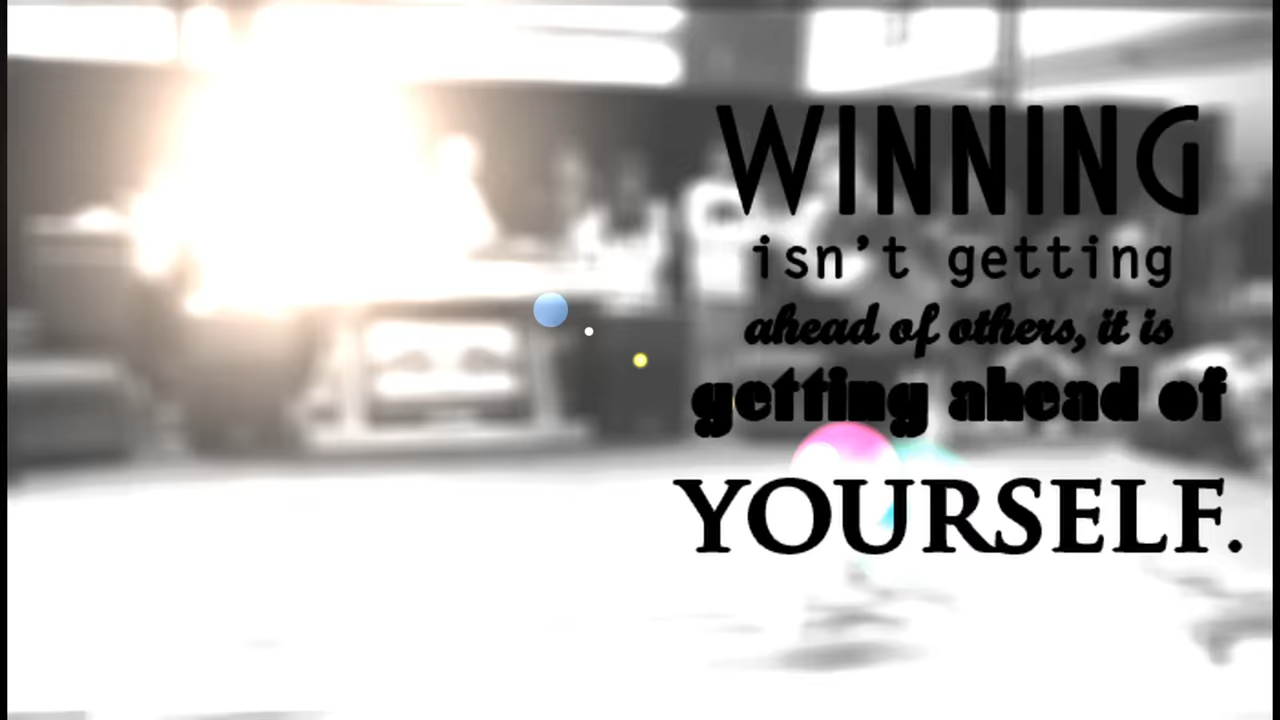 WINNING
isn't getting
ahead of others, it is
getting ahead of
YOURSELF.